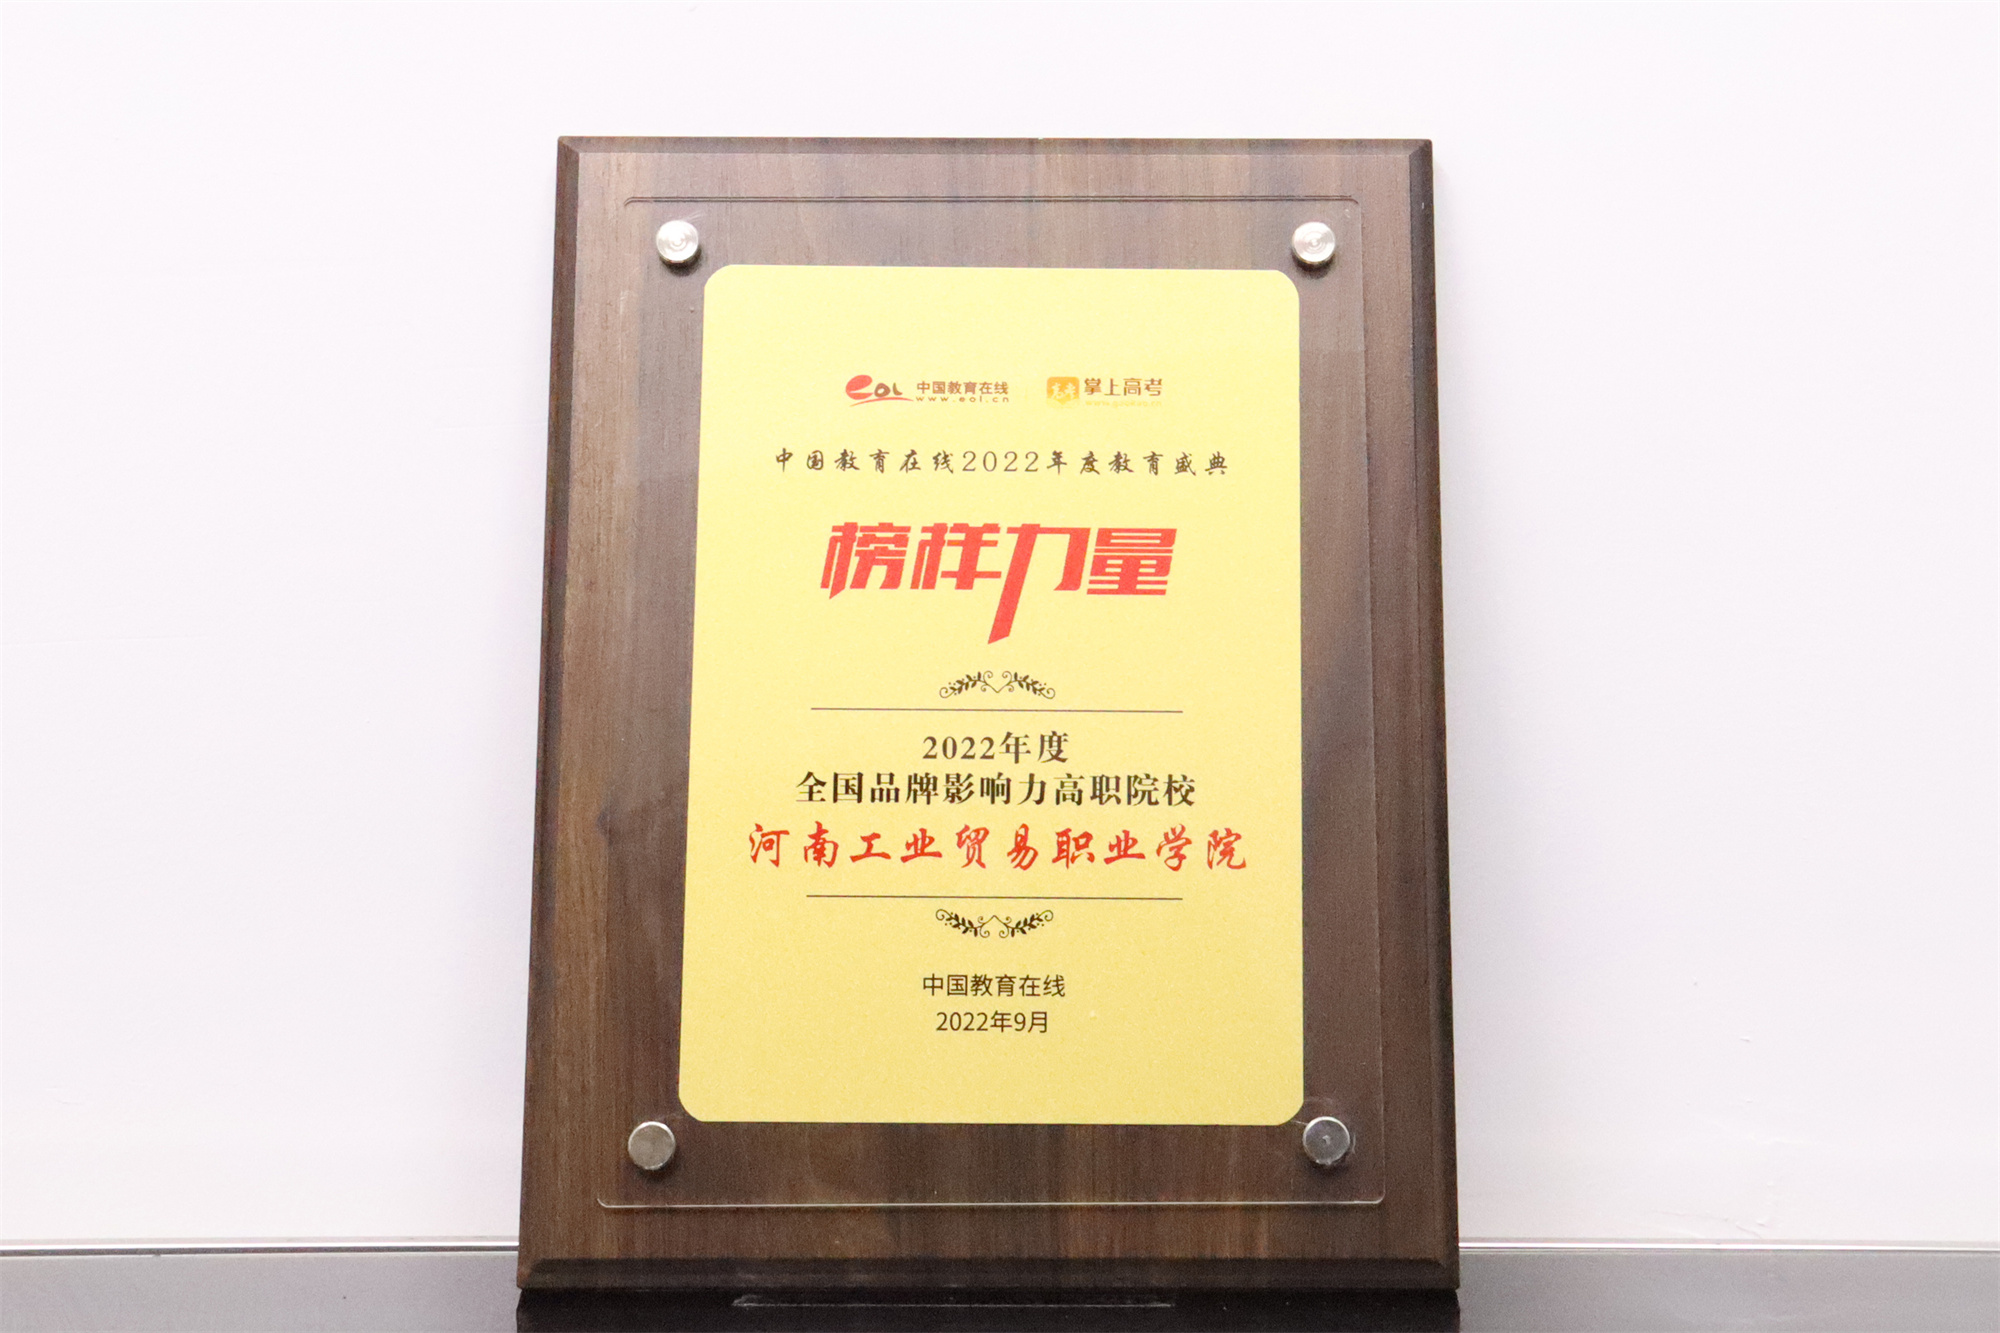 eol 中国教育在线 掌上高考
www.eol.cn
中国教育在线2022年度教育盛典
榜样力量
2022年度
全国品牌影响力高职院校
河南工业贸易职业学院
中国教育在线
2022年9月